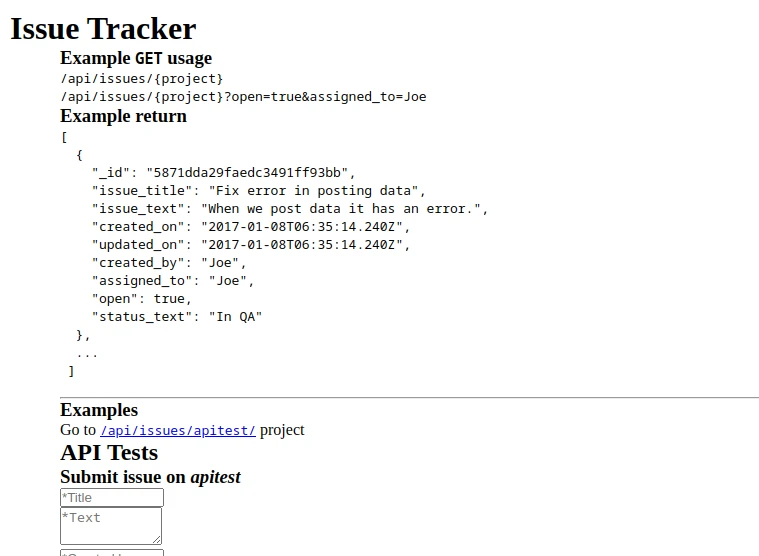 Issue Tracker
Example GET usage
/api/issues/{project}
/api/issues/{project}?open=true&assigned_to=Joe
Example return
[
  {
    "_id": "5871dda29faedc3491ff93bb",
    "issue_title": "Fix error in posting data",
    "issue_text": "When we post data it has an error.",
    "created_on": "2017-01-08T06:35:14.240Z",
    "updated_on": "2017-01-08T06:35:14.240Z",
    "created_by": "Joe",
    "assigned_to": "Joe",
    "open": true,
    "status_text": "In QA"
  },
  ...
 ]
Examples
Go to /api/issues/apitest/ project
API Tests
Submit issue on apitest
*Title
*Text